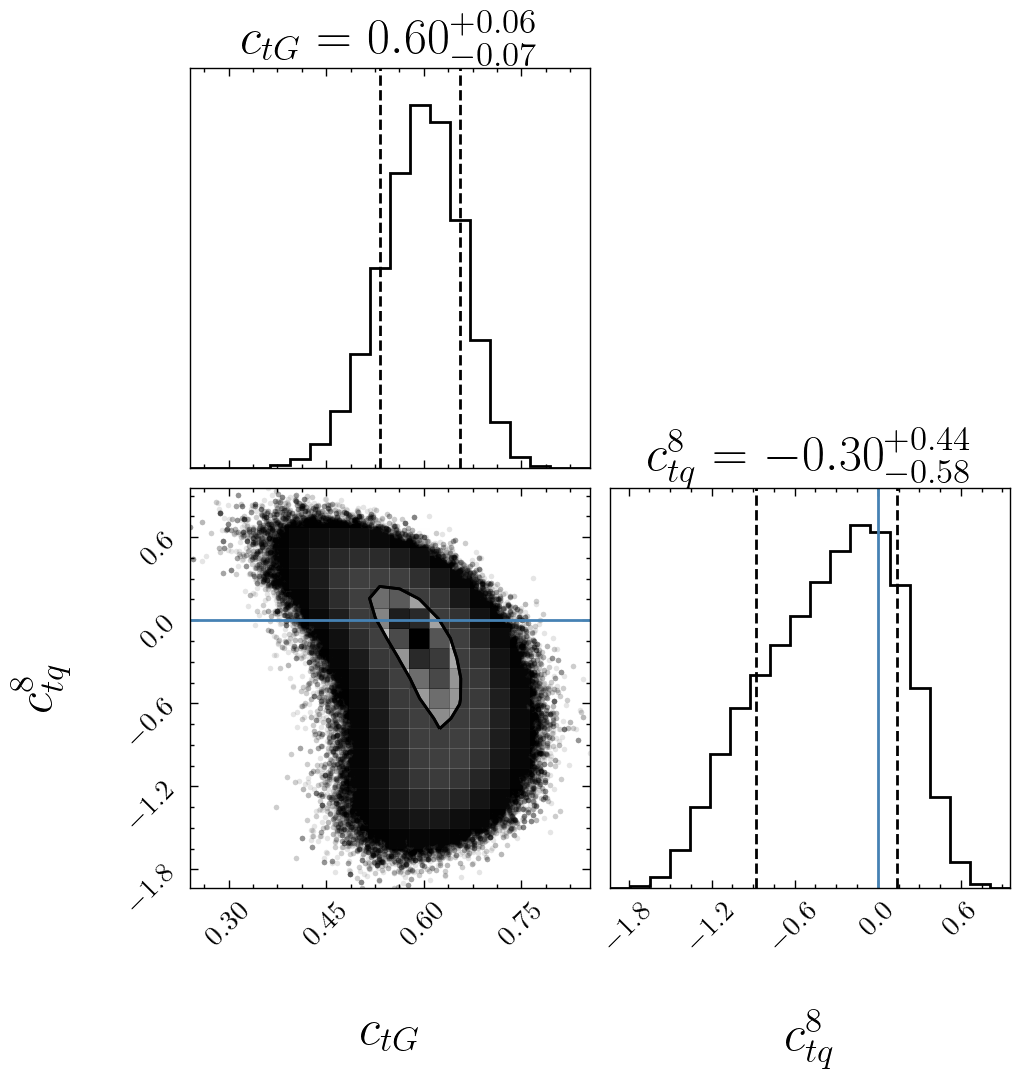 $c_{tG} = 0.60^{+0.06}_{-0.07}$
$c^8_{tq} = -0.30^{+0.44}_{-0.58}$
$c^8_{tq}$
0.6
0.0
−0.6
−1.2
−1.8
0.30 0.45 0.60 0.75
−1.8 −1.2 −0.6 0.0 0.6
$c_{tG}$
$c^8_{tq}$